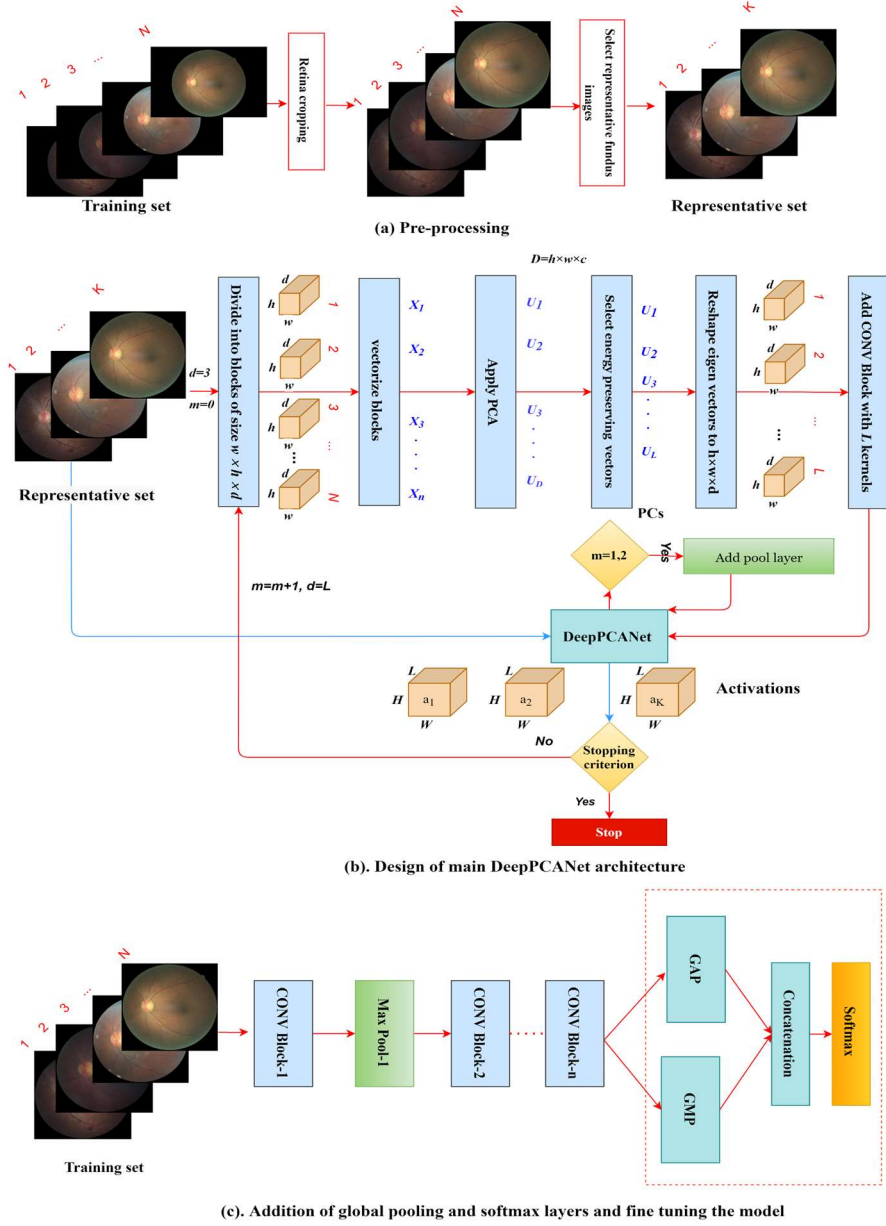 1 2 3 ... N
Retina cropping
1 2 3 ... N
Select representative fundus images
1 2 ... K
Training set
Representative set
(a) Pre-processing
D=h×w×c
1 2 ... K
d=3
m=0
Divide into blocks of size w × h × d
d
h
w
1
d
h
w
2
d
h
w
3
...
...
d
h
w
N
vectorize blocks
X1
X2
X3
.
.
.
Xn
Apply PCA
U1
U2
U3
.
.
.
UD
Select energy preserving vectors
U1
U2
U3
.
.
.
UL
Reshape eigen vectors to h×w×d
d
h
w
1
d
h
w
2
...
...
d
h
w
L
Add CONV Block with L kernels
Representative set
PCs
m=1,2
Yes
Add pool layer
m=m+1, d=L
DeepPCANet
L
H
a1
W
L
H
a2
W
L
H
aK
W
Activations
No
Stopping criterion
Yes
Stop
(b). Design of main DeepPCANet architecture
1 2 3 ... N
Training set
CONV Block-1
Max Pool-1
CONV Block-2
. . . . .
CONV Block-n
GAP
GMP
Concatenation
Softmax
(c). Addition of global pooling and softmax layers and fine tuning the model